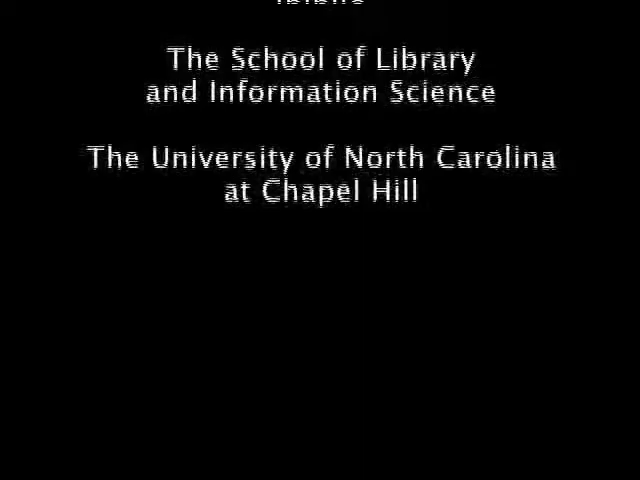 The School of Library
and Information Science
The University of North Carolina
at Chapel Hill